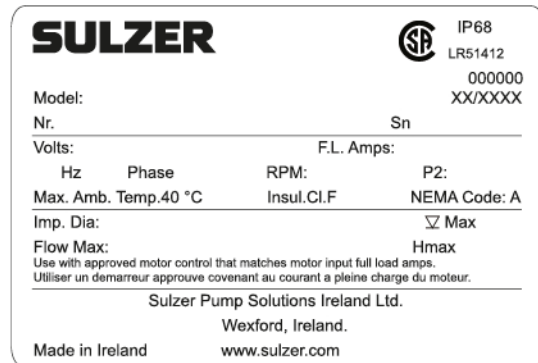 SULZER
IP68
LR51412
000000
Model: XX/XXXX
Nr. Sn
Volts: F.L. Amps:
Hz Phase RPM: P2:
Max. Amb. Temp.40 °C Insul.Cl.F NEMA Code: A
Imp. Dia: Max
Flow Max: Hmax
Use with approved motor control that matches motor input full load amps.
Utiliser un demarreur approuve covenant au courant a pleine charge du moteur.
Sulzer Pump Solutions Ireland Ltd.
Wexford, Ireland.
Made in Ireland www.sulzer.com